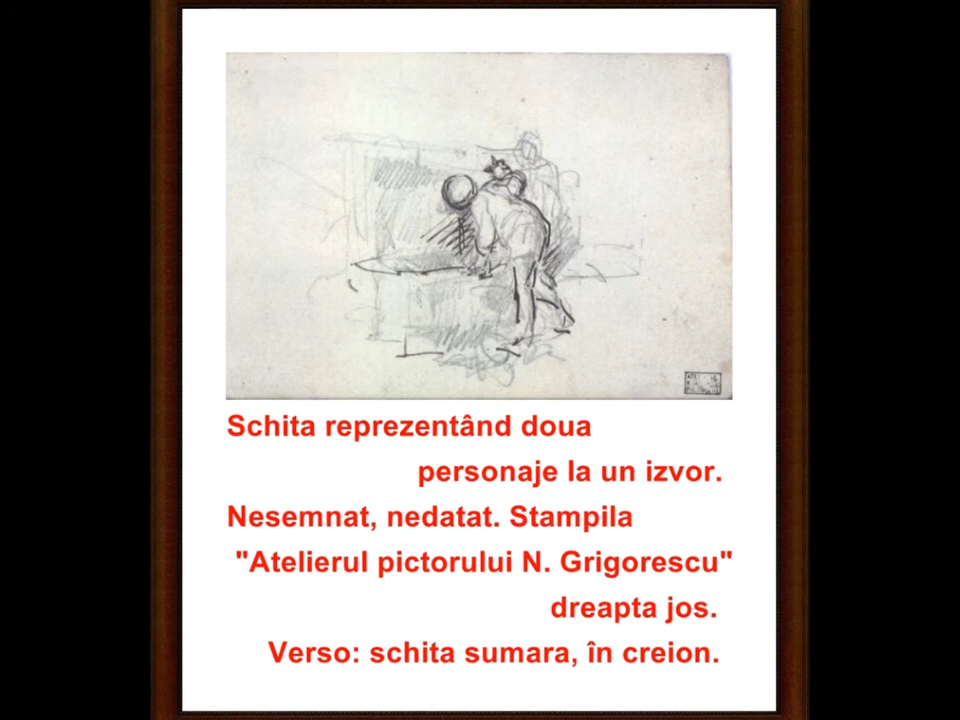 Schita reprezentând doua
personaje la un izvor.
Nesemnat, nedatat. Stampila
"Atelierul pictorului N. Grigorescu"
dreapta jos.
Verso: schita sumara, în creion.